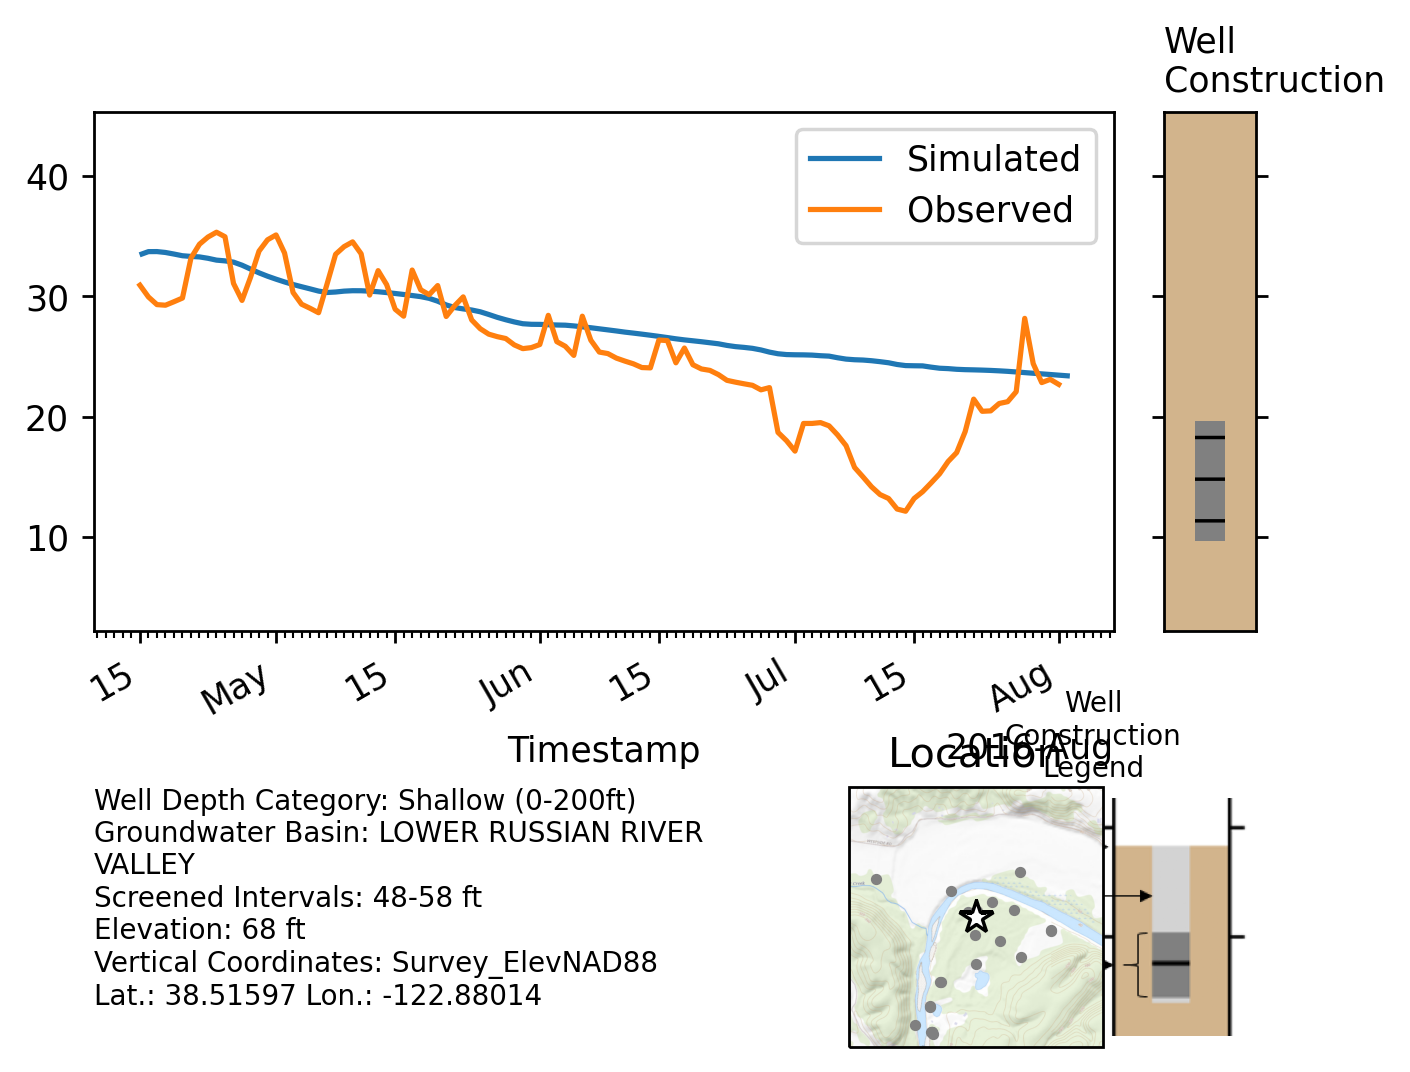 Well
Construction
Simulated
Observed
40
30
20
10
15
May
15
Jun
15
Jul
15
Aug
Timestamp
2016-Aug
Location
Well
Construction
Legend
Well Depth Category: Shallow (0-200ft)
Groundwater Basin: LOWER RUSSIAN RIVER
VALLEY
Screened Intervals: 48-58 ft
Elevation: 68 ft
Vertical Coordinates: Survey_ElevNAD88
Lat.: 38.51597 Lon.: -122.88014